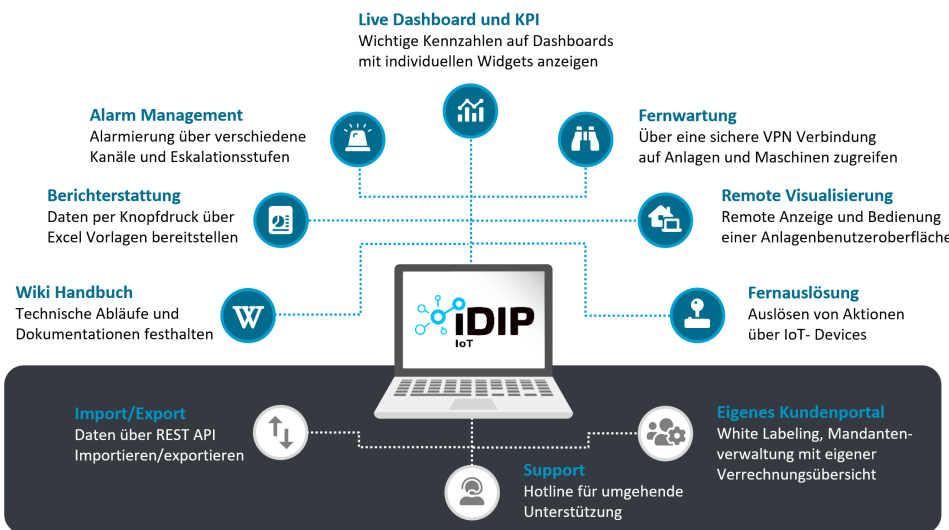 Live Dashboard und KPI
Wichtige Kennzahlen auf Dashboards
mit individuellen Widgets anzeigen
Alarm Management
Alarmierung über verschiedene
Kanäle und Eskalationsstufen
Fernwartung
Über eine sichere VPN Verbindung
auf Anlagen und Maschinen zugreifen
Berichterstattung
Daten per Knopfdruck über
Excel Vorlagen bereitstellen
Remote Visualisierung
Remote Anzeige und Bedienung
einer Anlagenbenutzeroberfläche
Wiki Handbuch
Technische Abläufe und
Dokumentationen festhalten
W
iDIP
IoT
Fernauslösung
Auslösen von Aktionen
über IoT- Devices
Import/Export
Daten über REST API
Importieren/exportieren
Eigenes Kundenportal
White Labeling, Mandanten-
verwaltung mit eigener
Verrechnungsübersicht
Support
Hotline für umgehende
Unterstützung